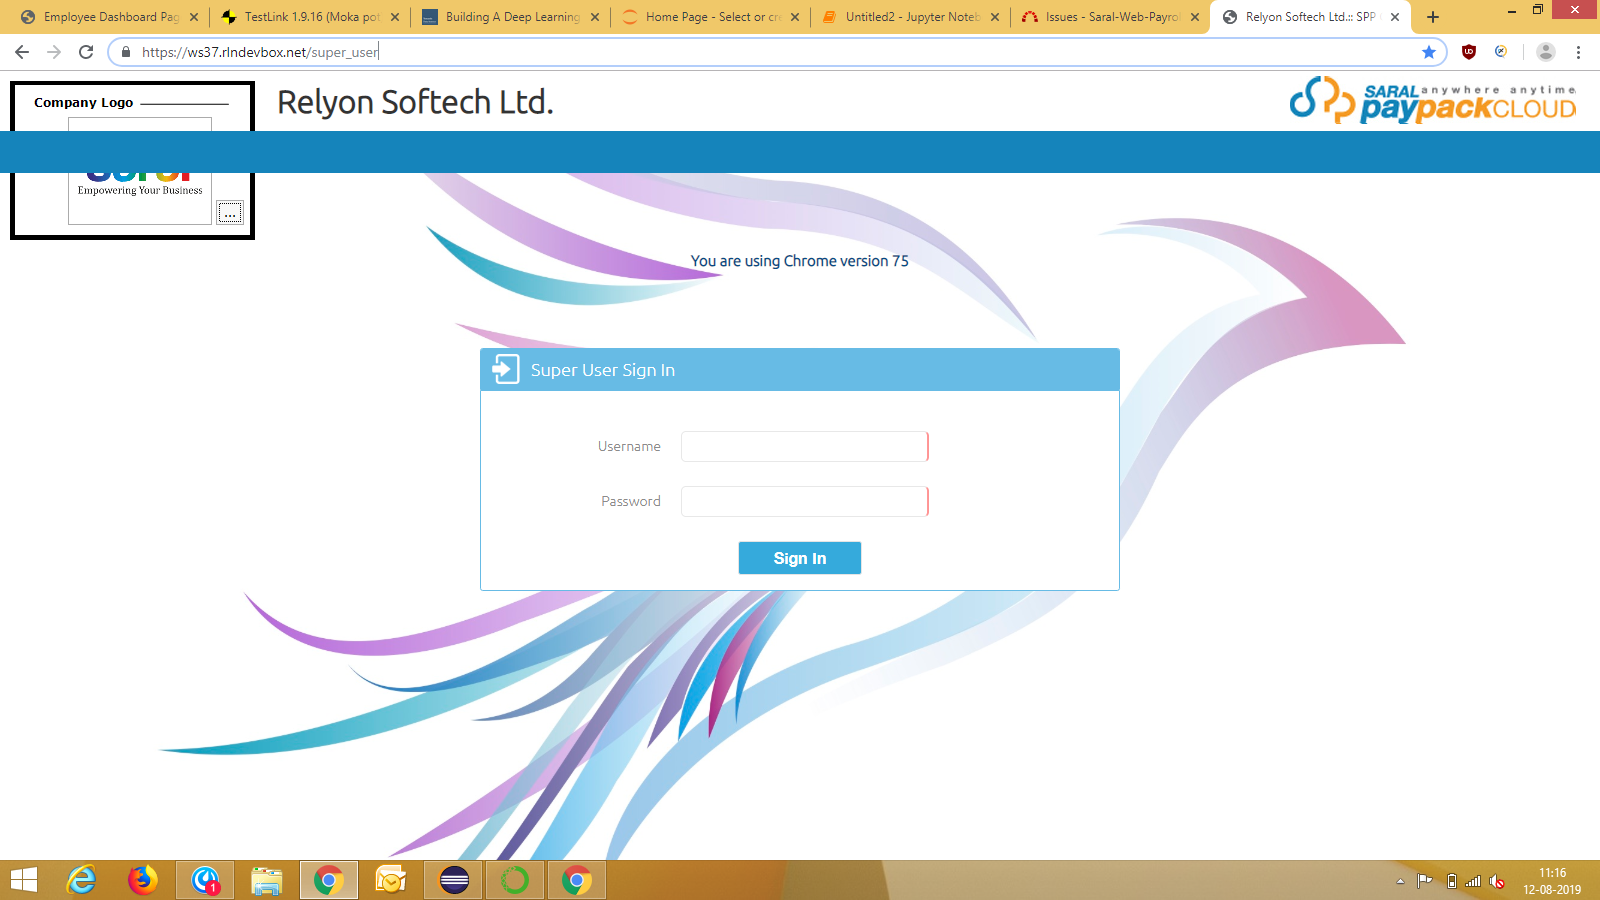 Employee Dashboard Pag
TestLink 1.9.16 (Moka pot
Building A Deep Learning
Home Page - Select or cre
Untitled2 - Jupyter Noteb
Issues - Saral-Web-Payro
Relyon Softech Ltd.:: SPP
https://ws37.rlndevbox.net/super_user
Company Logo
Relyon Softech Ltd.
SARAL anywhere anytime
paypackCLOUD
Empowering Your Business
...
You are using Chrome version 75
Super User Sign In
Username
Password
Sign In
1
11:16
12-08-2019